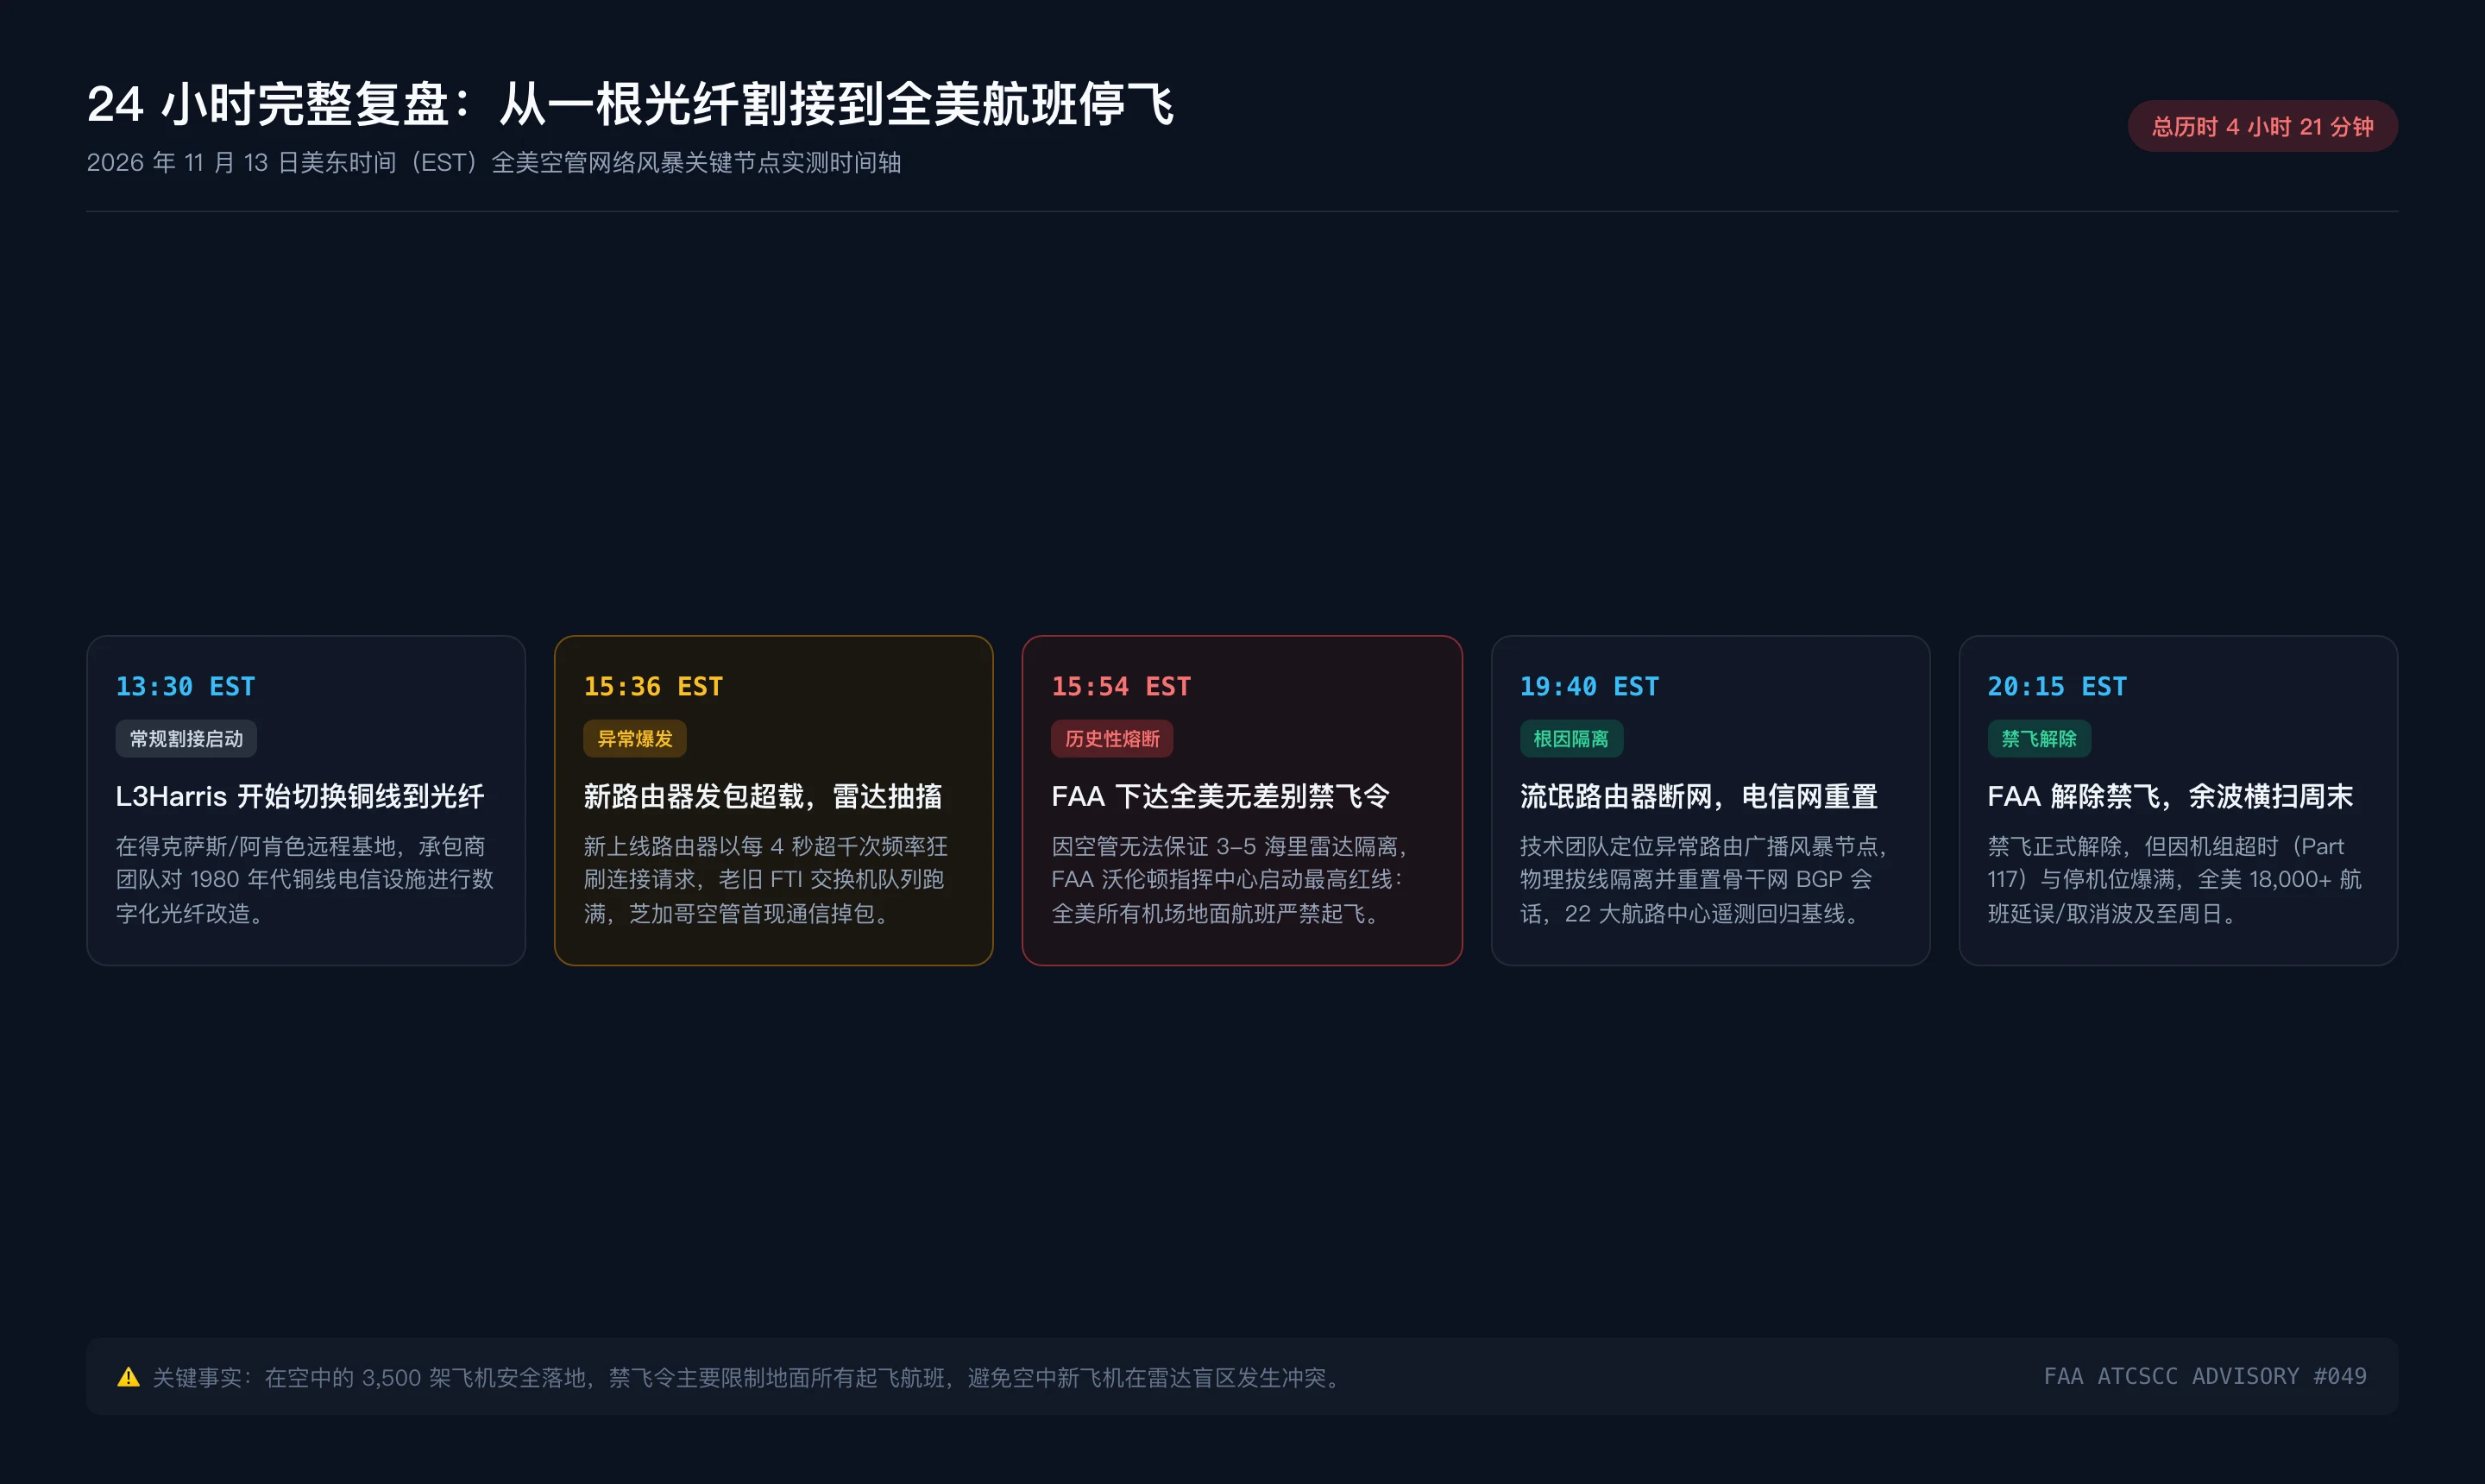 24 小时完整复盘：从一根光纤割接到全美航班停飞
总历时 4 小时 21 分钟
2026 年 11 月 13 日美东时间（EST）全美空管网络风暴关键节点实测时间轴
13:30 EST
常规割接启动
L3Harris 开始切换铜线到光纤
在得克萨斯/阿肯色远程基地，承包商
团队对 1980 年代铜线电信设施进行数
字化光纤改造。
15:36 EST
异常爆发
新路由器发包超载，雷达抽搐
新上线路由器以每 4 秒超千次频率狂
刷连接请求，老旧 FTI 交换机队列跑
满，芝加哥空管首现通信掉包。
15:54 EST
历史性熔断
FAA 下达全美无差别禁飞令
因空管无法保证 3–5 海里雷达隔离，
FAA 沃伦顿指挥中心启动最高红线：
全美所有机场地面航班严禁起飞。
19:40 EST
根因隔离
流氓路由器断网，电信网重置
技术团队定位异常路由广播风暴节点，
物理拔线隔离并重置骨干网 BGP 会
话，22 大航路中心遥测回归基线。
20:15 EST
禁飞解除
FAA 解除禁飞，余波横扫周末
禁飞正式解除，但因机组超时（Part
117）与停机位爆满，全美 18,000+ 航
班延误/取消波及至周日。
⚠️ 关键事实：在空中的 3,500 架飞机安全落地，禁飞令主要限制地面所有起飞航班，避免空中新飞机在雷达盲区发生冲突。
FAA ATCSCC ADVISORY #049